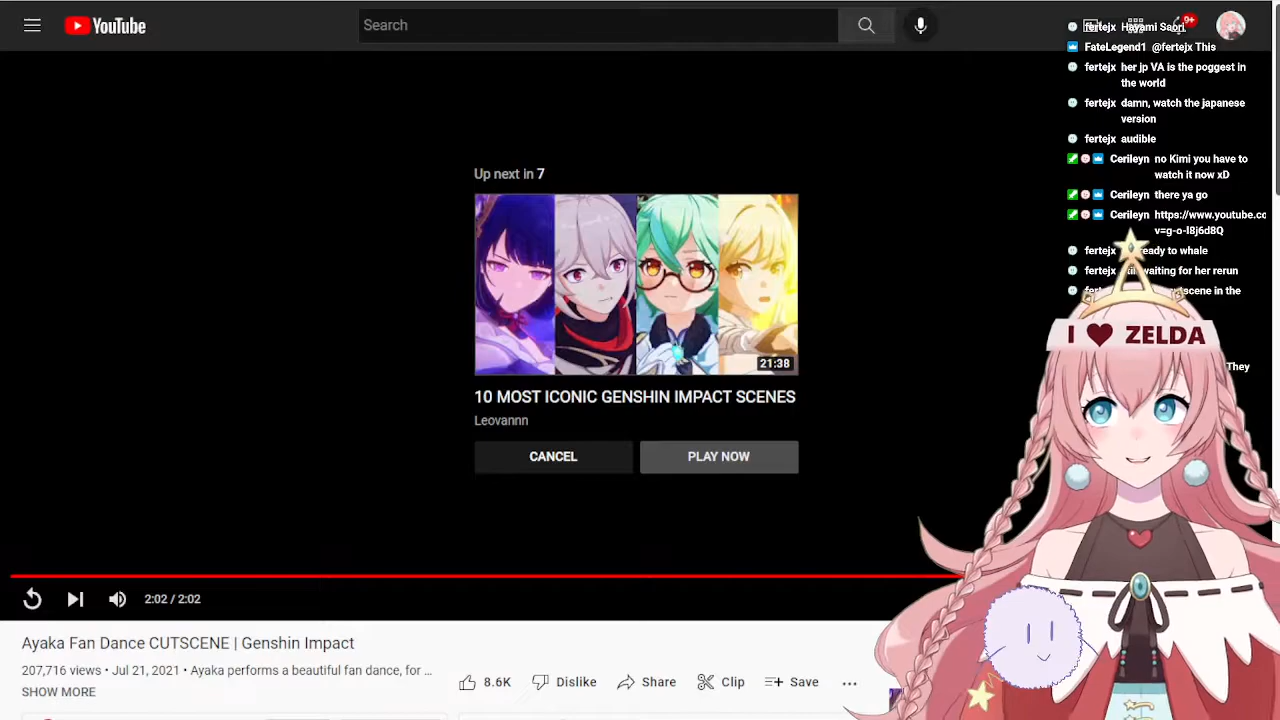 YouTube
Search
9+
fertejx Hayami Saori
FateLegend1 @fertejx This
fertejx her jp VA is the poggest in
the world
fertejx damn, watch the japanese
version
fertejx audible
Cerileyn no Kimi you have to
watch it now xD
Cerileyn there ya go
Cerileyn https://www.youtube.co
v=g-o-l8j6d8Q
fertejx ready to whale
fertejx waiting for her rerun
scene in the
They
I ZELDA
Up next in 7
21:38
10 MOST ICONIC GENSHIN IMPACT SCENES
Leovannn
CANCEL
PLAY NOW
2:02 / 2:02
Ayaka Fan Dance CUTSCENE | Genshin Impact
207,716 views • Jul 21, 2021 • Ayaka performs a beautiful fan dance, for ...
SHOW MORE
8.6K
Dislike
Share
Clip
Save